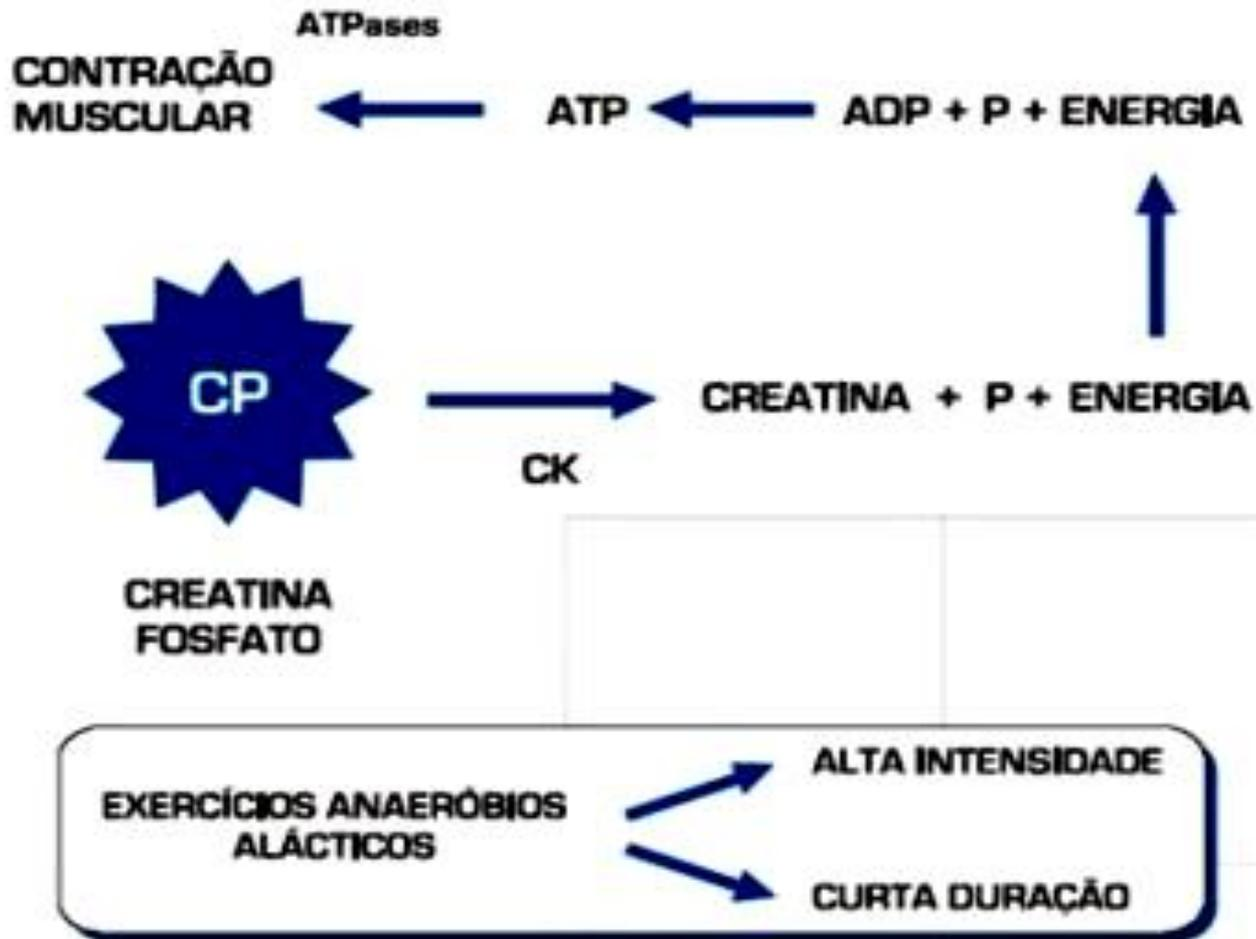 ATPases
CONTRAÇÃO
MUSCULAR
ATP
ADP + P + ENERGIA
CP
CREATINA + P + ENERGIA
CK
CREATINA
FOSFATO
EXERCÍCIOS ANAERÓBIOS
ALÁCTICOS
ALTA INTENSIDADE
CURTA DURAÇÃO